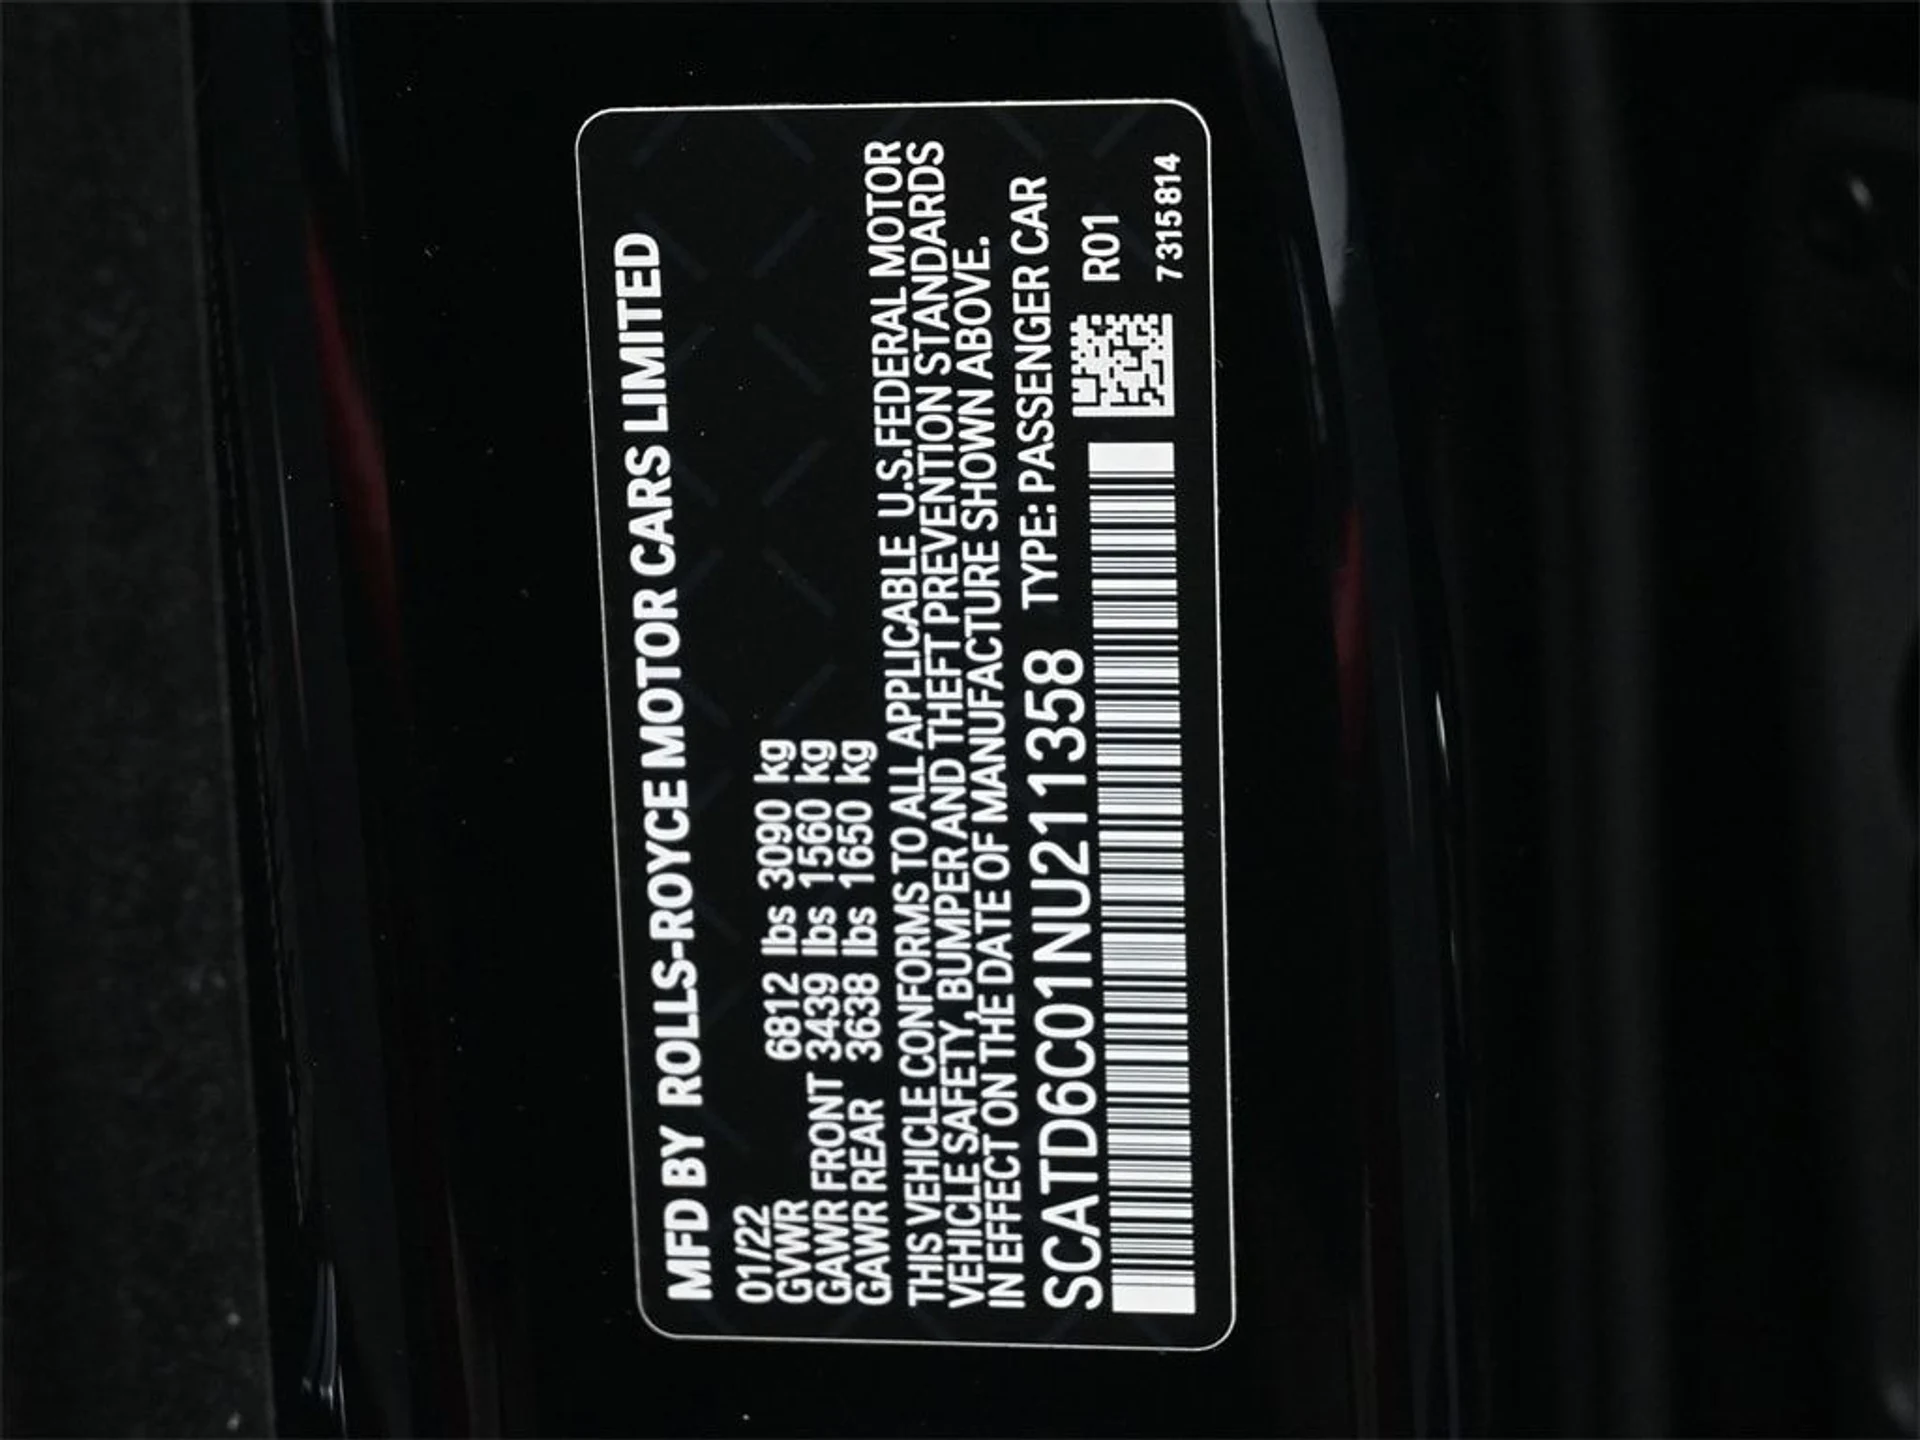 MFD BY ROLLS-ROYCE MOTOR CARS LIMITED
01/22
GVWR 6812 lbs 3090 kg
GAWR FRONT 3439 lbs 1560 kg
GAWR REAR 3638 lbs 1650 kg
THIS VEHICLE CONFORMS TO ALL APPLICABLE U.S.FEDERAL MOTOR
VEHICLE SAFETY, BUMPER AND THEFT PREVENTION STANDARDS
IN EFFECT ON THE DATE OF MANUFACTURE SHOWN ABOVE.
SCATD6C01NU211358 TYPE: PASSENGER CAR
R01
7315814